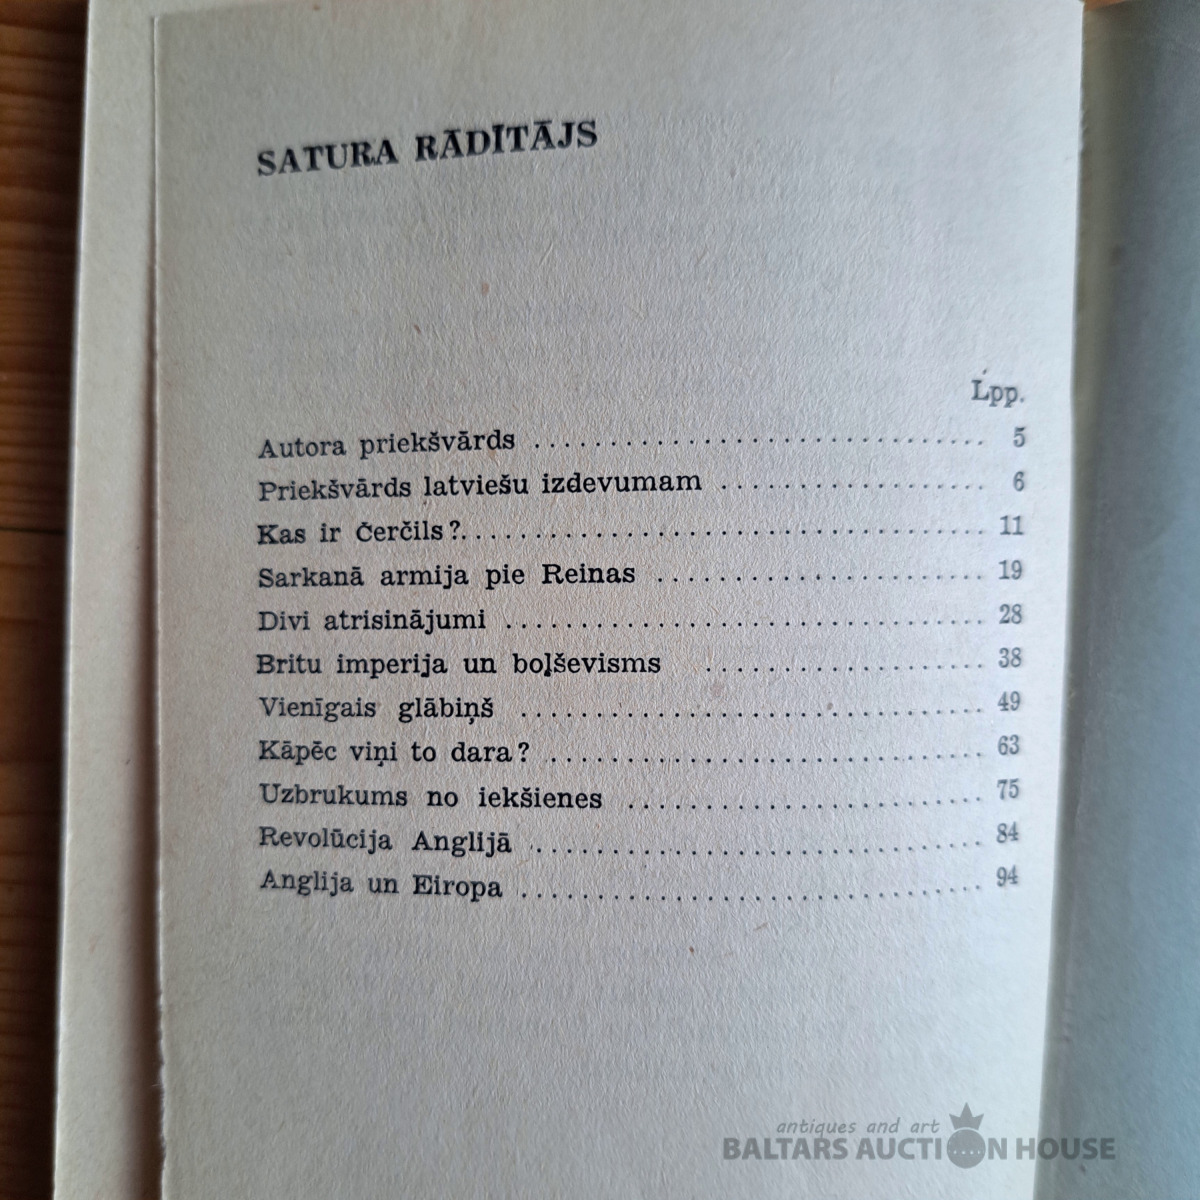 SATURA RĀDĪTĀJS
Lpp.
Autora priekšvārds .............................. 5
Priekšvārds latviešu izdevumam .................. 6
Kas ir Čerčils?.................................. 11
Sarkanā armija pie Reinas ...................... 19
Divi atrisinājumi ................................ 28
Britu imperija un boļševisms ................... 38
Vienīgais glābiņš ............................... 49
Kāpēc viņi to dara? ............................. 63
Uzbrukums no iekšienes ........................ 75
Revolūcija Anglijā .............................. 84
Anglija un Eiropa ............................... 94
antiques and art
BALTARS AUCTION HOUSE